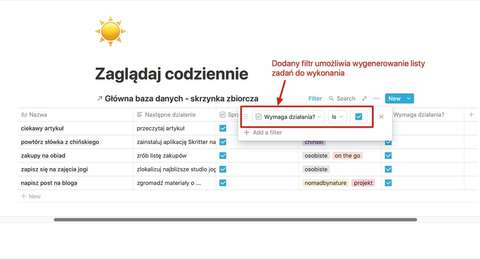 Dodany filtr umożliwia wygenerowanie listy
zadań do wykonania
Zaglądaj codziennie
Główna baza danych - skrzynka zbiorcza
Filter Search New
Nazwa Następne działanie Spr ymaga działania?
Wymaga działania? Is
Add a filter
ciekawy artykuł przeczytaj artykuł
powtórz słówka z chińskiego zainstaluj aplikację Skritter na chiński
zakupy na obiad zrób listę zakupów osobiste on the go
zapisz się na zajęcia jogi zlokalizuj najbliższe studio jog osobiste
napisz post na bloga zgromadź materiały o ... nomadbynature projekt
New